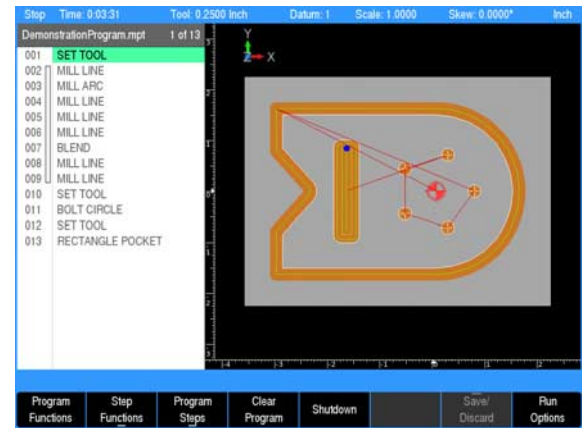 Stop Time: 0:03:31 Tool: 0.2500 Inch Datum: 1 Scale: 1.0000 Skew: 0.0000° Inch
DemonstrationProgram.mpt 1 of 13
Y
Z X
001 SET TOOL
002 MILL LINE
003 MILL ARC
004 MILL LINE
005 MILL LINE
006 MILL LINE
007 BLEND
008 MILL LINE
009 MILL LINE
010 SET TOOL
011 BOLT CIRCLE
012 SET TOOL
013 RECTANGLE POCKET
Program Functions Step Functions Program Steps Clear Program Shutdown Save/ Discard Run Options